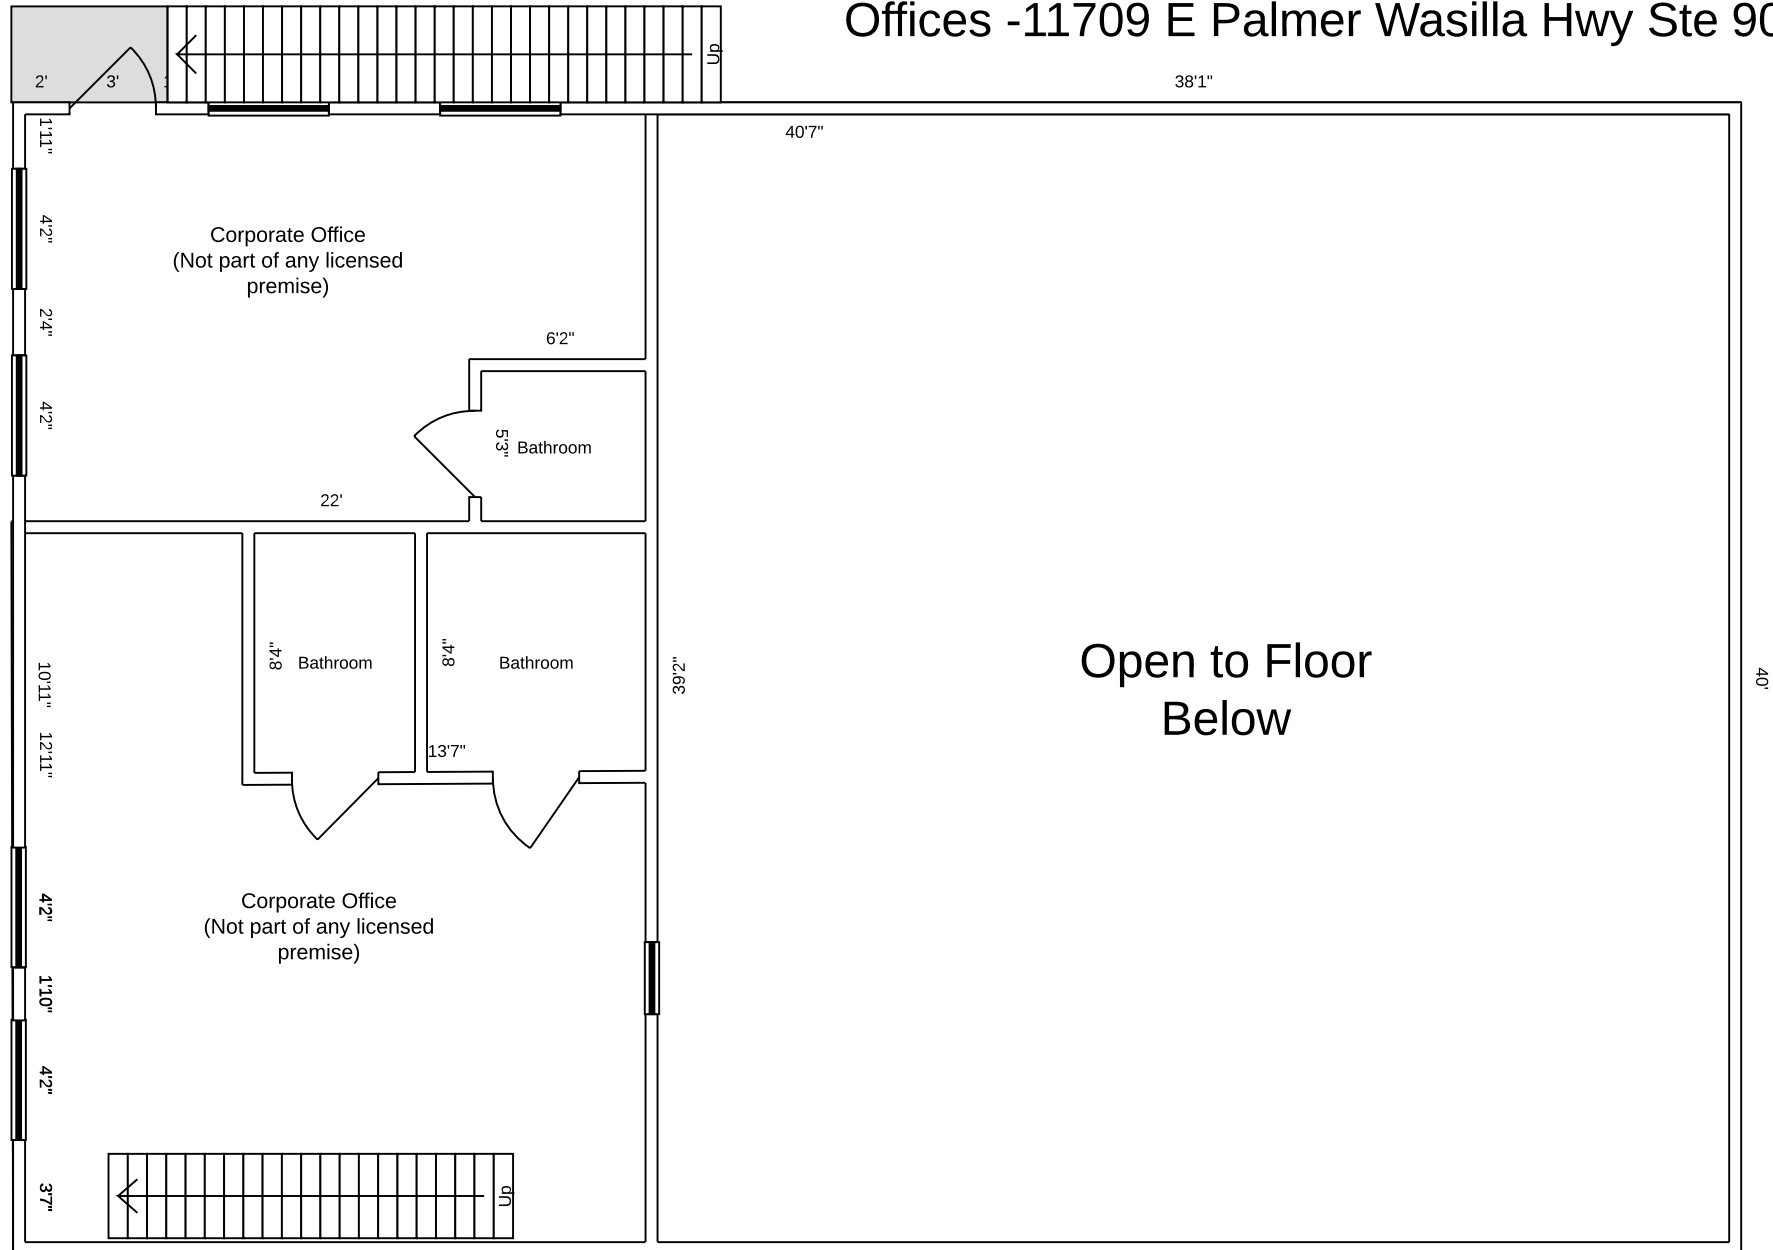 Offices -11709 E Palmer Wasilla Hwy Ste
Up
2'
3'
38'1"
40'7"
1'11"
4'2"
Corporate Office
(Not part of any licensed
premise)
2'4"
6'2"
4'2"
5'3"
Bathroom
22'
8'4"
Bathroom
8'4"
Bathroom
39'2"
Open to Floor
Below
40'
10'11"
12'11"
13'7"
4'2"
Corporate Office
(Not part of any licensed
premise)
1'10"
4'2"
3'7"
Up